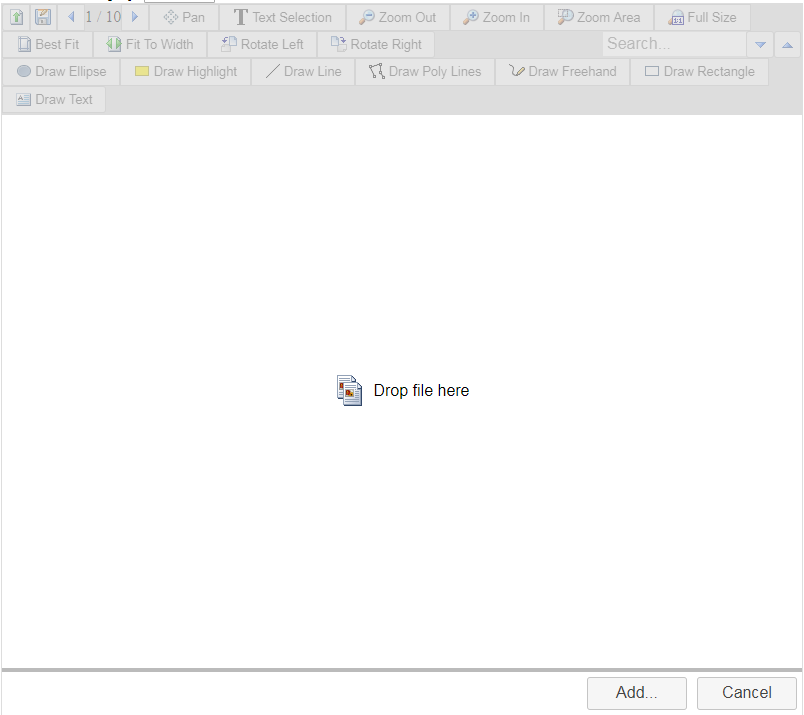 1 / 10 Pan Text Selection Zoom Out Zoom In Zoom Area Full Size
Best Fit Fit To Width Rotate Left Rotate Right Search...
Draw Ellipse Draw Highlight Draw Line Draw Poly Lines Draw Freehand Draw Rectangle
Draw Text
Drop file here
Add... Cancel